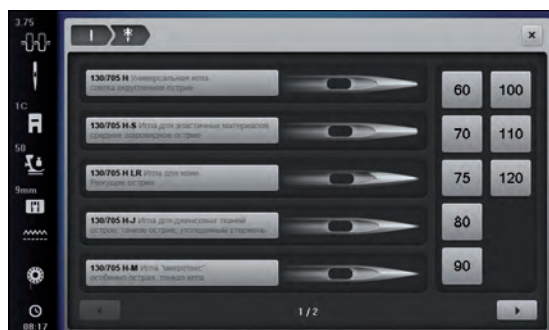 3.75
1C
50
9mm
08:17
130/705 H Универсальная игла
слегка округленное острие
130/705 H-S Игла для эластичных материалов
среднее шаровидное острие
130/705 H LR Игла для кожи
Режущее острие
130/705 H-J Игла для джинсовых тканей
острое, тонкое острие, утолщенный стержень
130/705 H-M Игла "микротекс"
особенно острая, тонкая игла
60 100
70 110
75 120
80
90
1/2